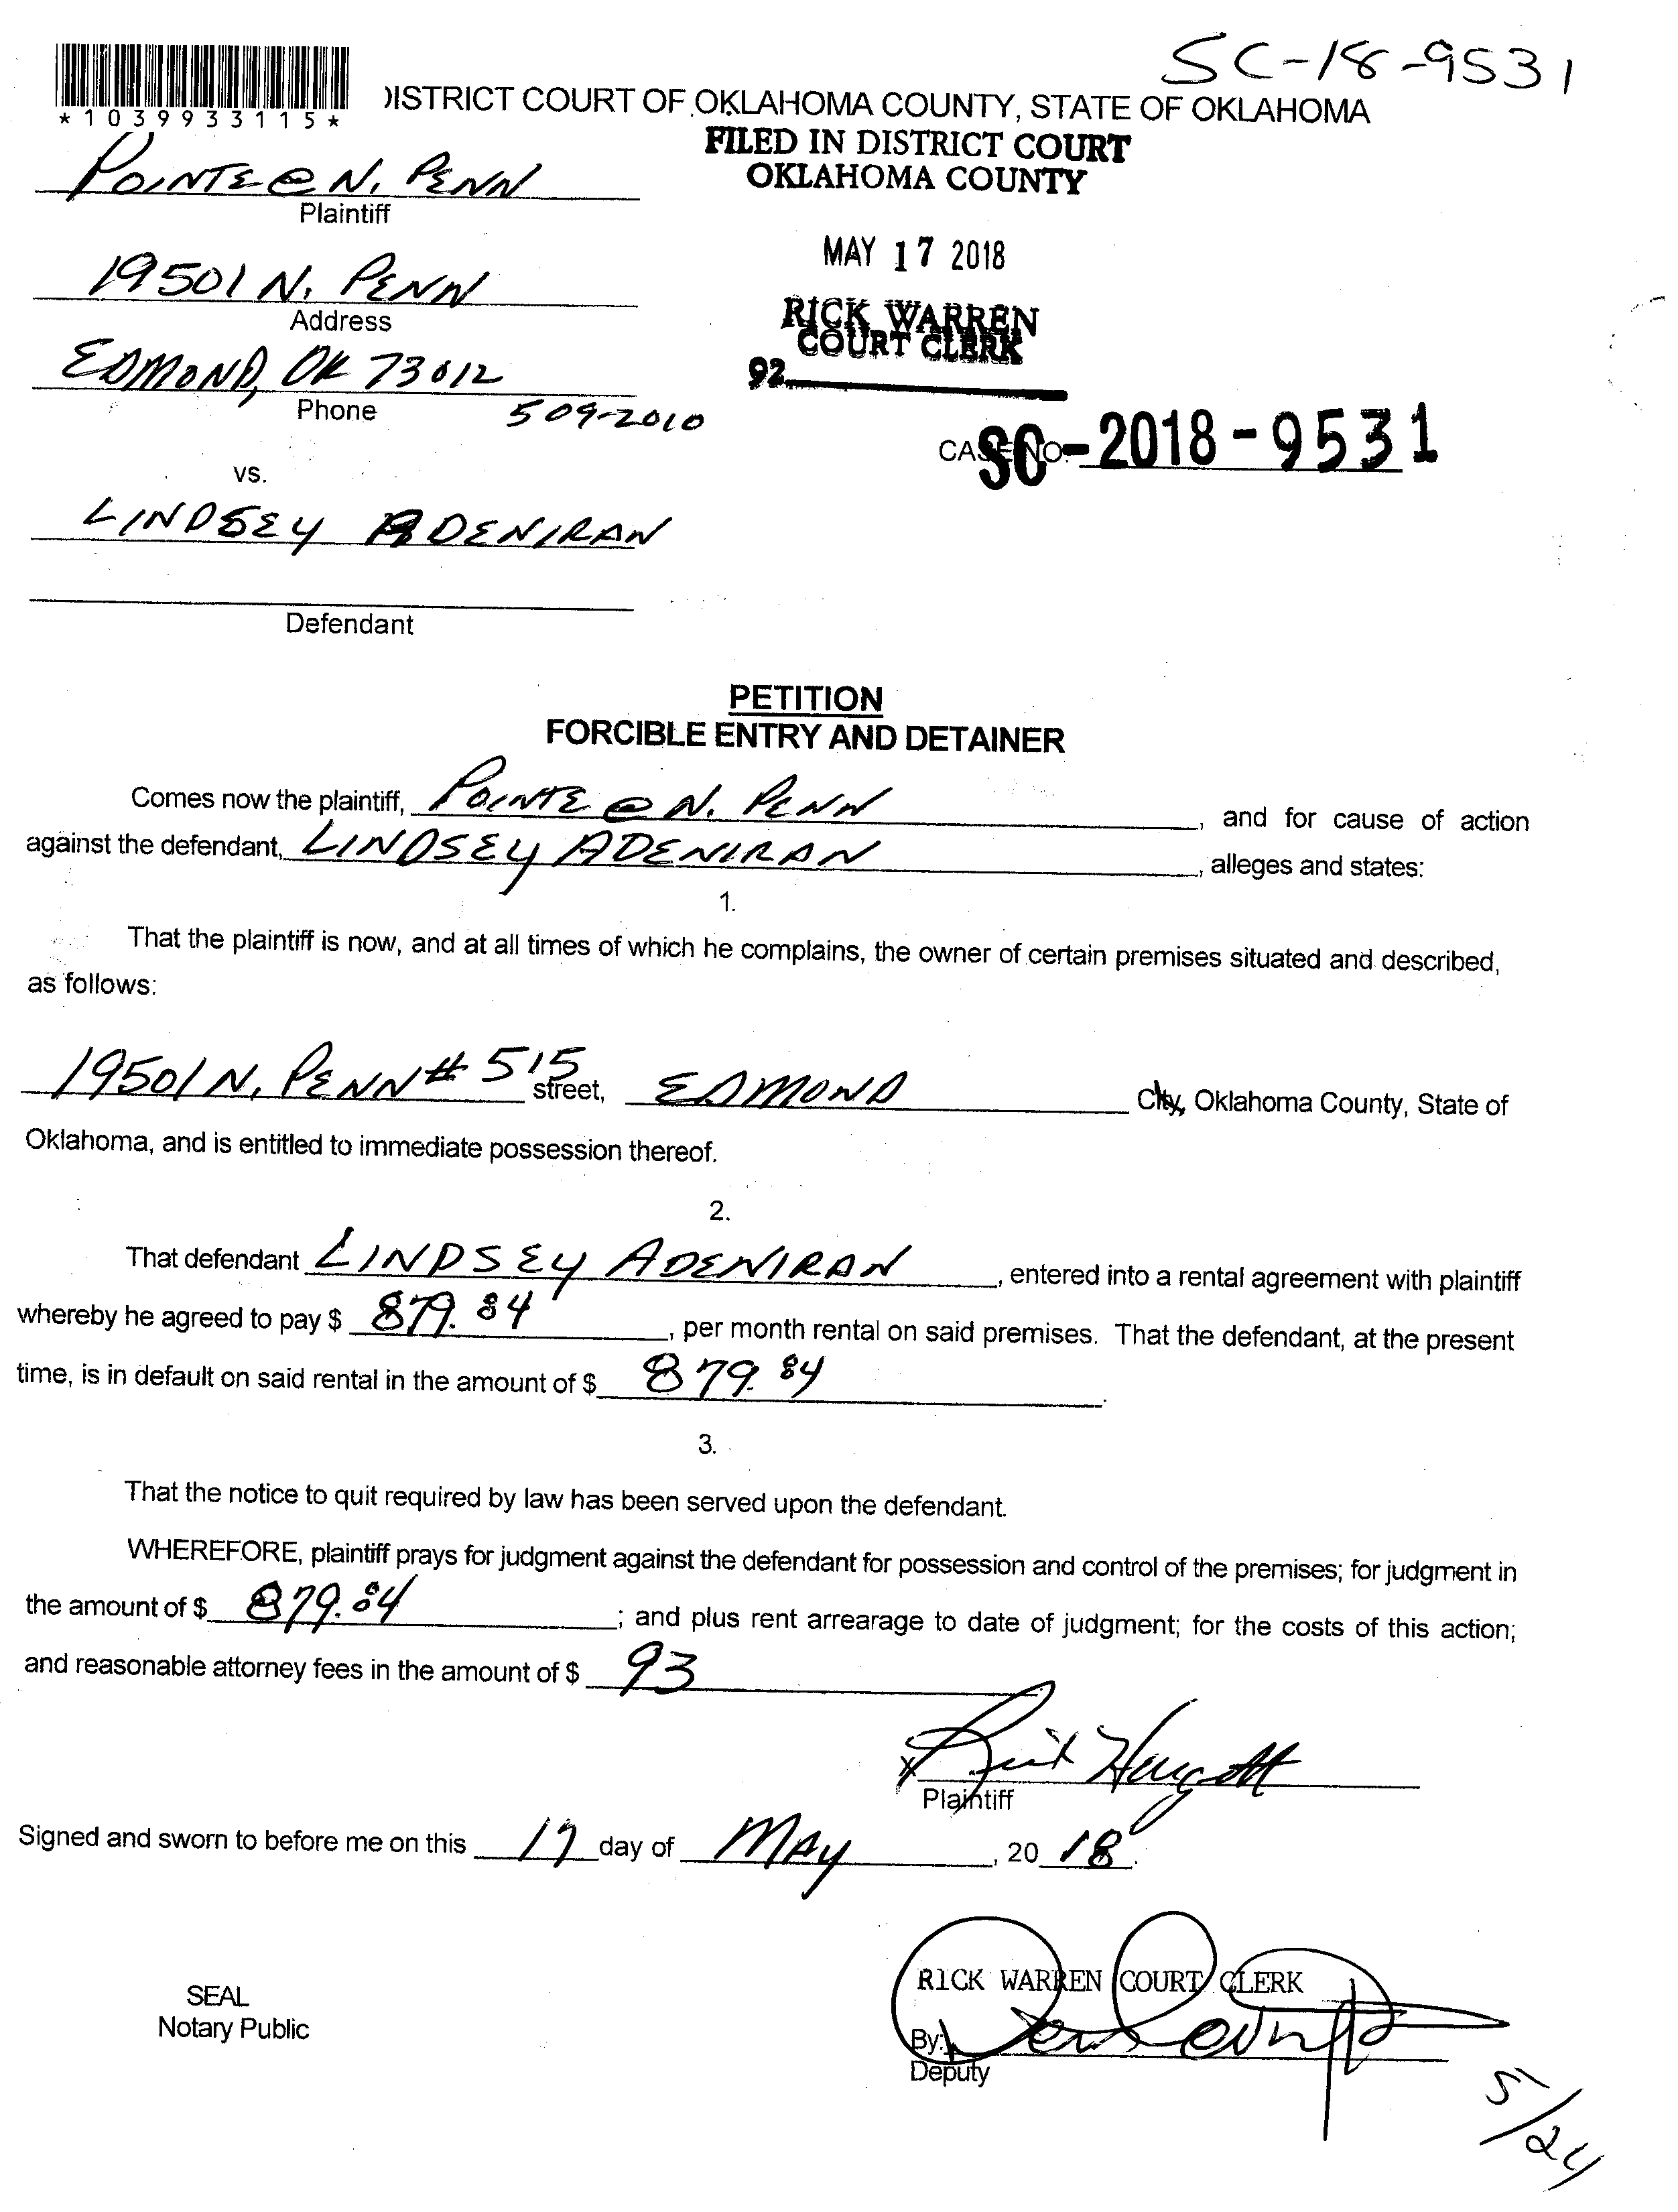 SC-18-9531
*1039933115*
DISTRICT COURT OF OKLAHOMA COUNTY, STATE OF OKLAHOMA
FILED IN DISTRICT COURT
OKLAHOMA COUNTY
POINTE @ N. PENN
Plaintiff
MAY 17 2018
19501 N. PENN
Address
RICK WARREN
COURT CLERK
EDMOND, OK 73012
92
Phone 509-2010
CASE NO. SC-2018-9531
vs.
LINDSEY ADENIRAN
Defendant
PETITION
FORCIBLE ENTRY AND DETAINER
Comes now the plaintiff, POINTE @ N. PENN, and for cause of action
against the defendant, LINDSEY ADENIRAN, alleges and states:
1.
That the plaintiff is now, and at all times of which he complains, the owner of certain premises situated and described,
as follows:
19501 N. PENN # 515 street, EDMOND City, Oklahoma County, State of
Oklahoma, and is entitled to immediate possession thereof.
2.
That defendant LINDSEY ADENIRAN, entered into a rental agreement with plaintiff
whereby he agreed to pay $ 879.84, per month rental on said premises. That the defendant, at the present
time, is in default on said rental in the amount of $ 879.84.
3.
That the notice to quit required by law has been served upon the defendant.
WHEREFORE, plaintiff prays for judgment against the defendant for possession and control of the premises; for judgment in
the amount of $ 879.84; and plus rent arrearage to date of judgment; for the costs of this action;
and reasonable attorney fees in the amount of $ 93
X
Plaintiff
Signed and sworn to before me on this 17 day of MAY, 20 18.
RICK WARREN COURT CLERK
SEAL
Notary Public
By:
Deputy
5/24